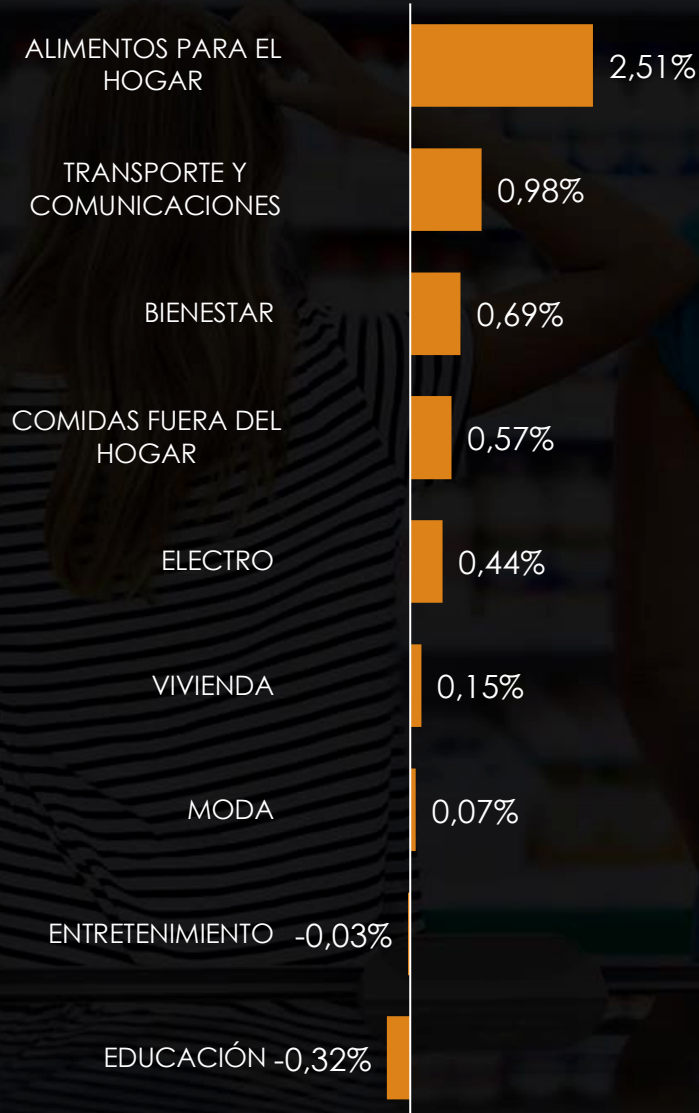 ALIMENTOS PARA EL
HOGAR
2,51%
TRANSPORTE Y
COMUNICACIONES
0,98%
BIENESTAR
0,69%
COMIDAS FUERA DEL
HOGAR
0,57%
ELECTRO
0,44%
VIVIENDA
0,15%
MODA
0,07%
ENTRETENIMIENTO
-0,03%
EDUCACIÓN
-0,32%